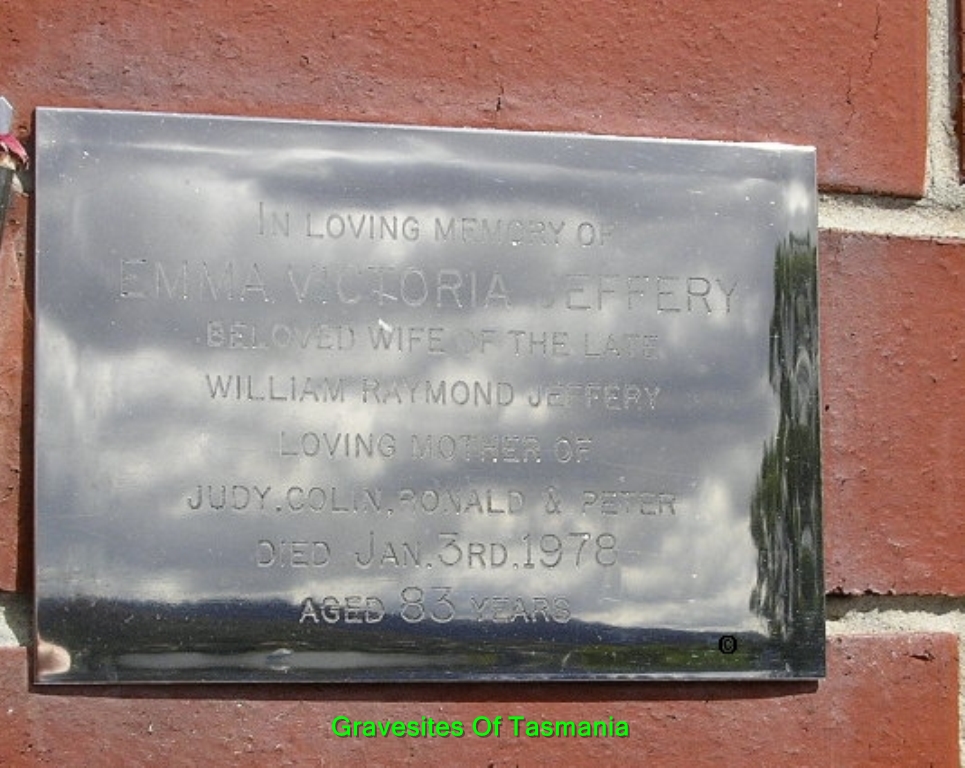 IN LOVING MEMORY OF
EMMA VICTORIA JEFFERY
BELOVED WIFE OF THE LATE
WILLIAM RAYMOND JEFFERY
LOVING MOTHER OF
JUDY, COLIN, RONALD & PETER
DIED JAN. 3RD. 1978
AGED 83 YEARS
©
Gravesites Of Tasmania